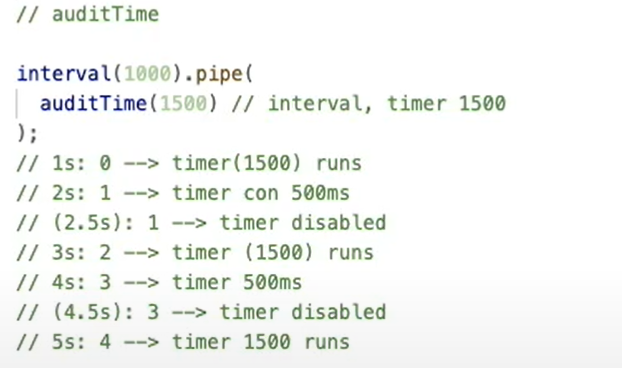 // auditTime
interval(1000).pipe(
auditTime(1500) // interval, timer 1500
);
// 1s: 0 --> timer(1500) runs
// 2s: 1 --> timer con 500ms
// (2.5s): 1 --> timer disabled
// 3s: 2 --> timer (1500) runs
// 4s: 3 --> timer 500ms
// (4.5s): 3 --> timer disabled
// 5s: 4 --> timer 1500 runs